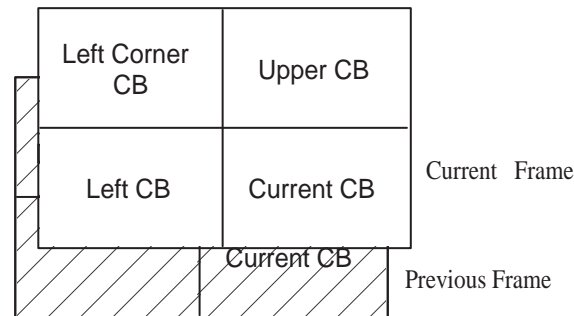 Left Corner
CB
Upper CB
Left CB
Current CB
Current Frame
Current CB
Previous Frame